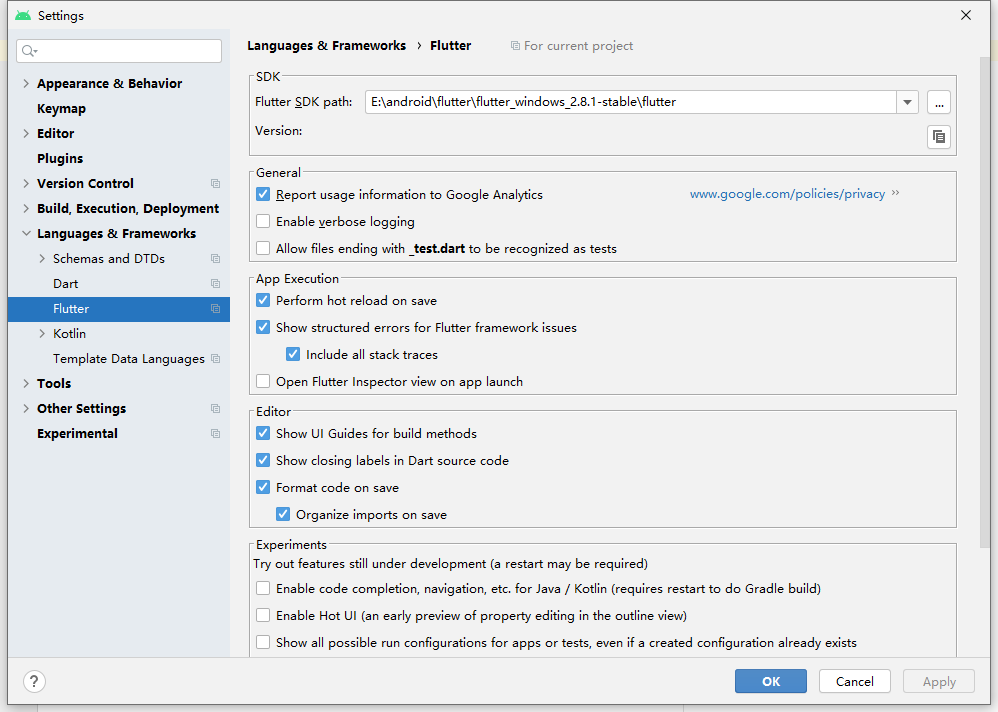 Settings
Languages & Frameworks › Flutter For current project
Appearance & Behavior
Keymap
Editor
Plugins
Version Control
Build, Execution, Deployment
Languages & Frameworks
Schemas and DTDs
Dart
Flutter
Kotlin
Template Data Languages
Tools
Other Settings
Experimental
SDK
Flutter SDK path: E:\android\flutter\flutter_windows_2.8.1-stable\flutter ...
Version:
General
Report usage information to Google Analytics www.google.com/policies/privacy ››
Enable verbose logging
Allow files ending with _test.dart to be recognized as tests
App Execution
Perform hot reload on save
Show structured errors for Flutter framework issues
Include all stack traces
Open Flutter Inspector view on app launch
Editor
Show UI Guides for build methods
Show closing labels in Dart source code
Format code on save
Organize imports on save
Experiments
Try out features still under development (a restart may be required)
Enable code completion, navigation, etc. for Java / Kotlin (requires restart to do Gradle build)
Enable Hot UI (an early preview of property editing in the outline view)
Show all possible run configurations for apps or tests, even if a created configuration already exists
? OK Cancel Apply